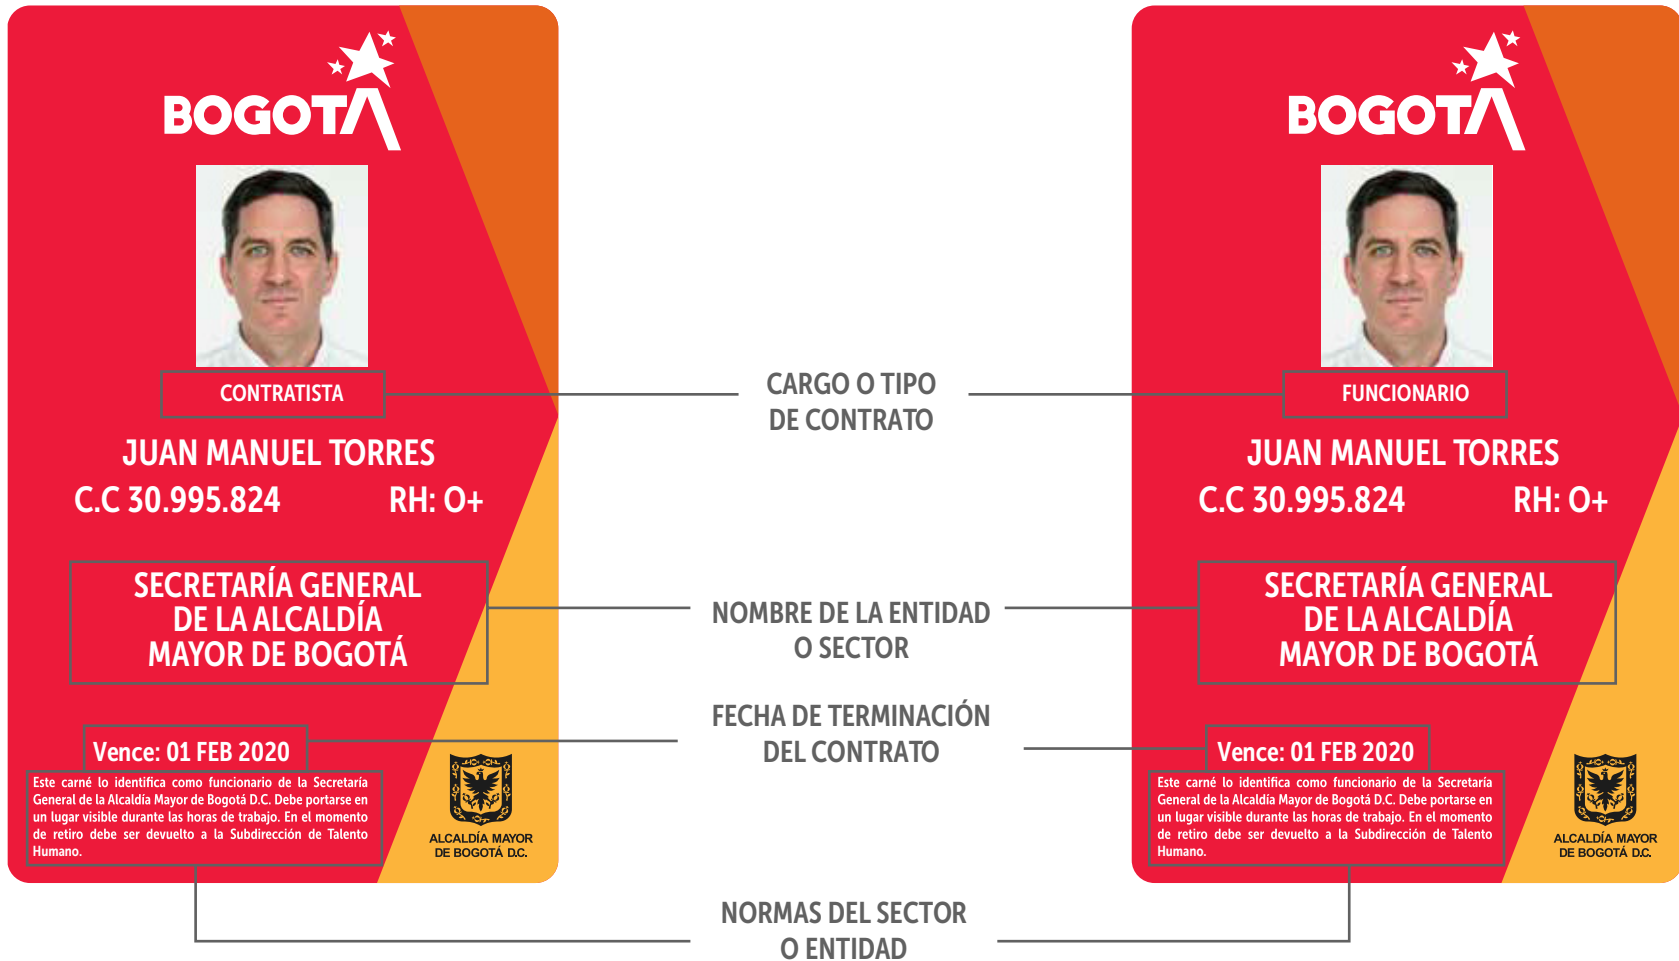 BOGOTÁ
CONTRATISTA
JUAN MANUEL TORRES
C.C 30.995.824 RH: O+
SECRETARÍA GENERAL
DE LA ALCALDÍA
MAYOR DE BOGOTÁ
Vence: 01 FEB 2020
Este carné lo identifica como funcionario de la Secretaría
General de la Alcaldía Mayor de Bogotá D.C. Debe portarse en
un lugar visible durante las horas de trabajo. En el momento
de retiro debe ser devuelto a la Subdirección de Talento
Humano.
ALCALDÍA MAYOR
DE BOGOTÁ D.C.
CARGO O TIPO
DE CONTRATO
NOMBRE DE LA ENTIDAD
O SECTOR
FECHA DE TERMINACIÓN
DEL CONTRATO
NORMAS DEL SECTOR
O ENTIDAD
BOGOTÁ
FUNCIONARIO
JUAN MANUEL TORRES
C.C 30.995.824 RH: O+
SECRETARÍA GENERAL
DE LA ALCALDÍA
MAYOR DE BOGOTÁ
Vence: 01 FEB 2020
Este carné lo identifica como funcionario de la Secretaría
General de la Alcaldía Mayor de Bogotá D.C. Debe portarse en
un lugar visible durante las horas de trabajo. En el momento
de retiro debe ser devuelto a la Subdirección de Talento
Humano.
ALCALDÍA MAYOR
DE BOGOTÁ D.C.